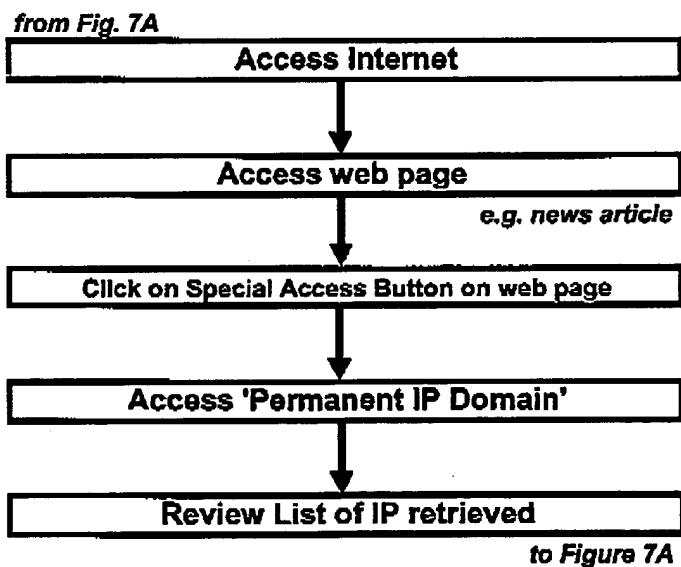 from Fig. 7A
Access Internet
Access web page
e.g. news article
Click on Special Access Button on web page
Access 'Permanent IP Domain'
Review List of IP retrieved
to Figure 7A